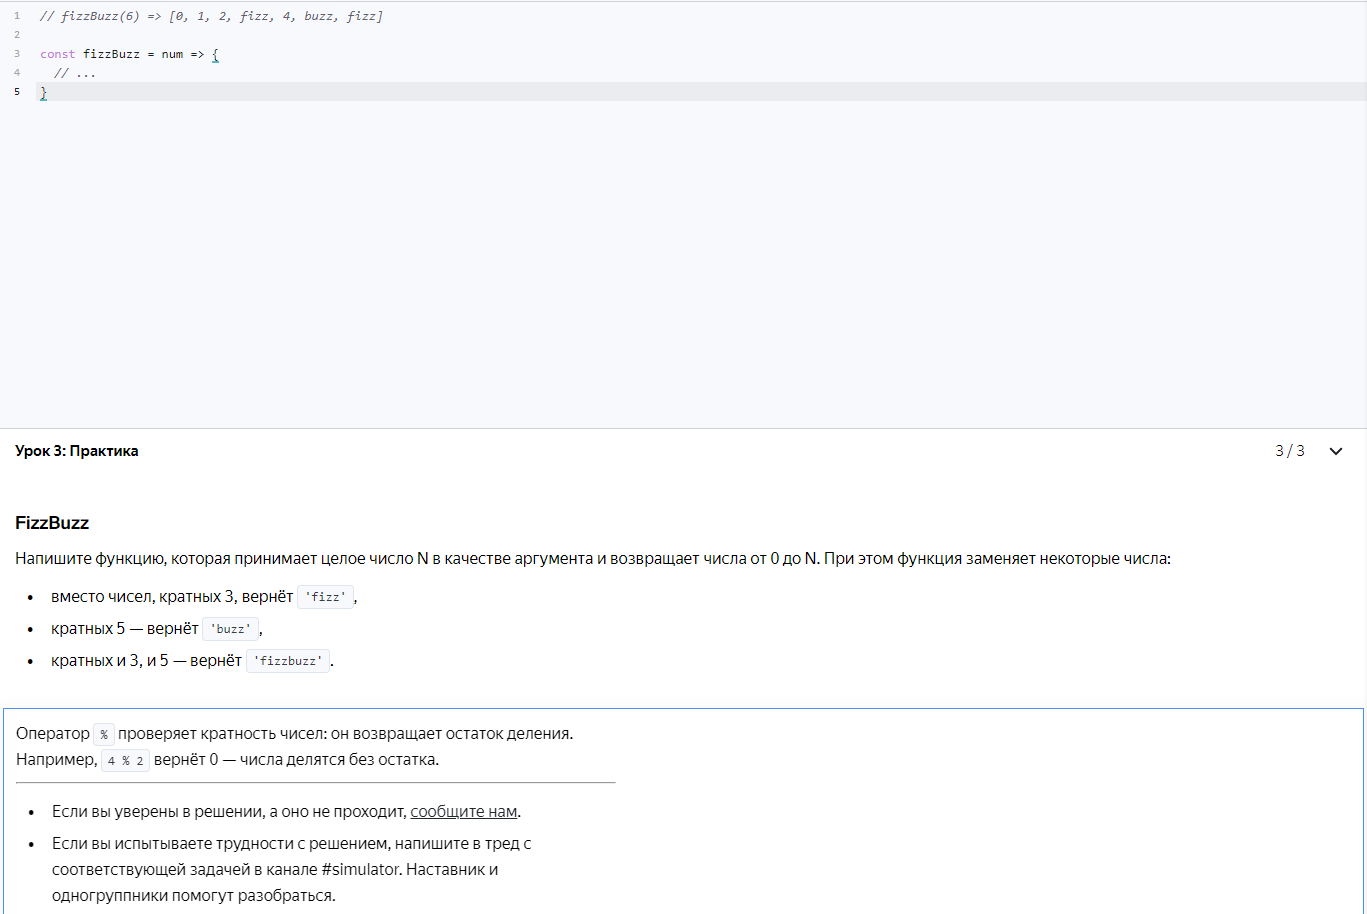 1 // fizzBuzz(6) => [0, 1, 2, fizz, 4, buzz, fizz]
2
3 const fizzBuzz = num => {
4 // ...
5 }
Урок 3: Практика
3 / 3
FizzBuzz
Напишите функцию, которая принимает целое число N в качестве аргумента и возвращает числа от 0 до N. При этом функция заменяет некоторые числа:
• вместо чисел, кратных 3, вернёт 'fizz',
• кратных 5 — вернёт 'buzz',
• кратных и 3, и 5 — вернёт 'fizzbuzz'.
Оператор % проверяет кратность чисел: он возвращает остаток деления.
Например, 4 % 2 вернёт 0 — числа делятся без остатка.
• Если вы уверены в решении, а оно не проходит, сообщите нам.
• Если вы испытываете трудности с решением, напишите в тред с
соответствующей задачей в канале #simulator. Наставник и
одногруппники помогут разобраться.